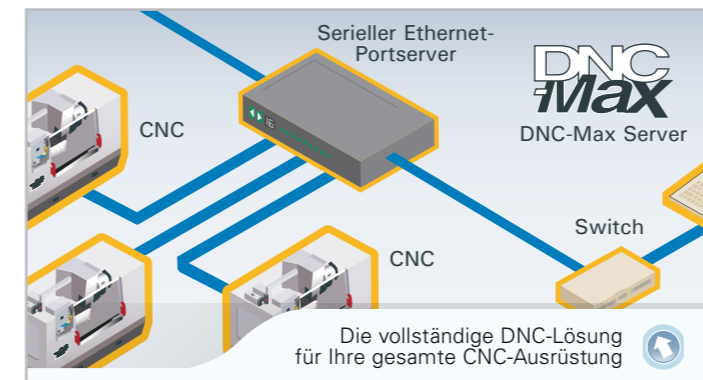 Serieller Ethernet-
Portserver
CNC
DNC
-Max
DNC-Max Server
Switch
CNC
Die vollständige DNC-Lösung
für Ihre gesamte CNC-Ausrüstung